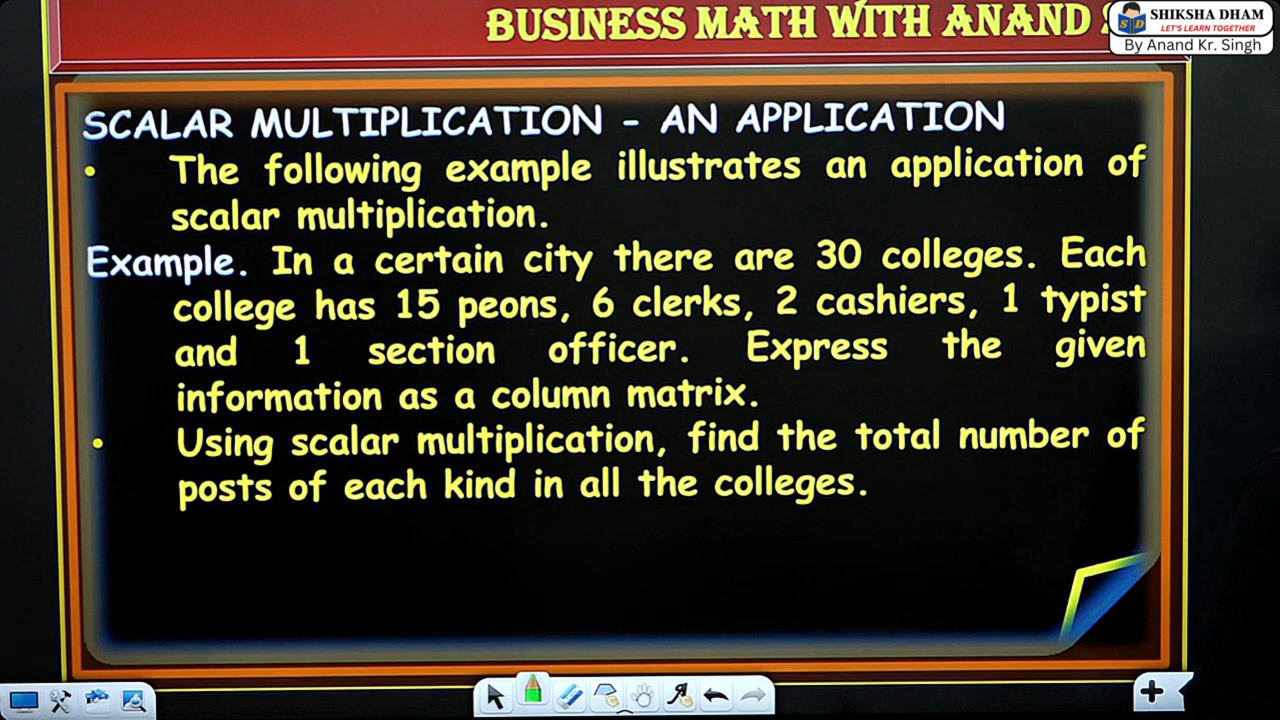 BUSINESS MATH WITH ANAND
SHIKSHA DHAM
LET'S LEARN TOGETHER
By Anand Kr. Singh
SD
SCALAR MULTIPLICATION - AN APPLICATION
• The following example illustrates an application of
scalar multiplication.
Example. In a certain city there are 30 colleges. Each
college has 15 peons, 6 clerks, 2 cashiers, 1 typist
and 1 section officer. Express the given
information as a column matrix.
• Using scalar multiplication, find the total number of
posts of each kind in all the colleges.